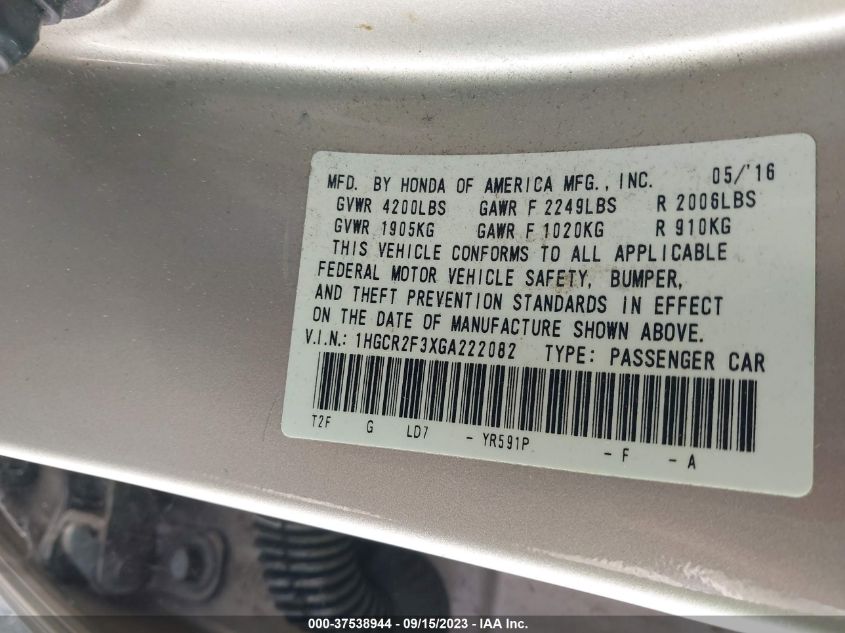 MFD. BY HONDA OF AMERICA MFG., INC. 05/'16
GVWR 4200LBS GAWR F 2249LBS R 2006LBS
GVWR 1905KG GAWR F 1020KG R 910KG
THIS VEHICLE CONFORMS TO ALL APPLICABLE
FEDERAL MOTOR VEHICLE SAFETY, BUMPER,
AND THEFT PREVENTION STANDARDS IN EFFECT
ON THE DATE OF MANUFACTURE SHOWN ABOVE.
V.I.N.: 1HGCR2F3XGA222082 TYPE: PASSENGER CAR
T2F G LD7 - YR591P - F - A
000-37538944 - 09/15/2023 - IAA Inc.